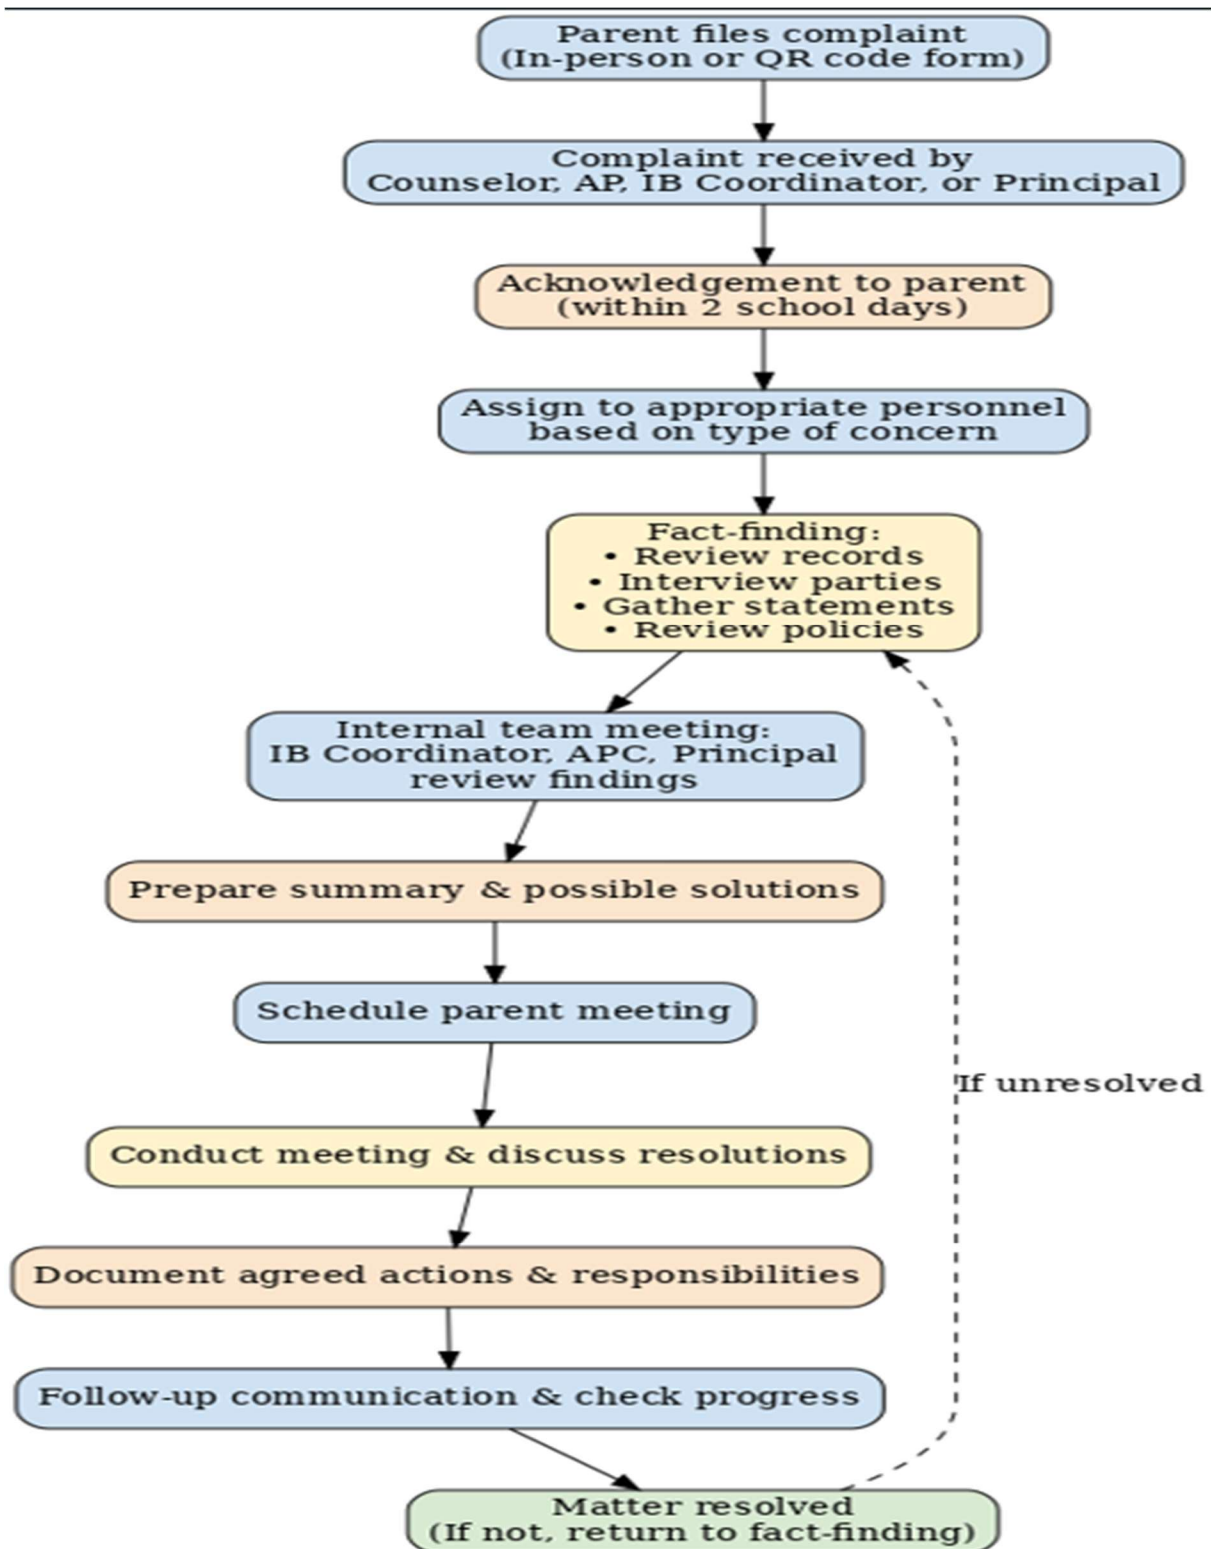 Parent files complaint
(In-person or QR code form)
Complaint received by
Counselor, AP, IB Coordinator, or Principal
Acknowledgement to parent
(within 2 school days)
Assign to appropriate personnel
based on type of concern
Fact-finding:
• Review records
• Interview parties
• Gather statements
• Review policies
Internal team meeting:
IB Coordinator, APC, Principal
review findings
Prepare summary & possible solutions
Schedule parent meeting
If unresolved
Conduct meeting & discuss resolutions
Document agreed actions & responsibilities
Follow-up communication & check progress
Matter resolved
(If not, return to fact-finding)